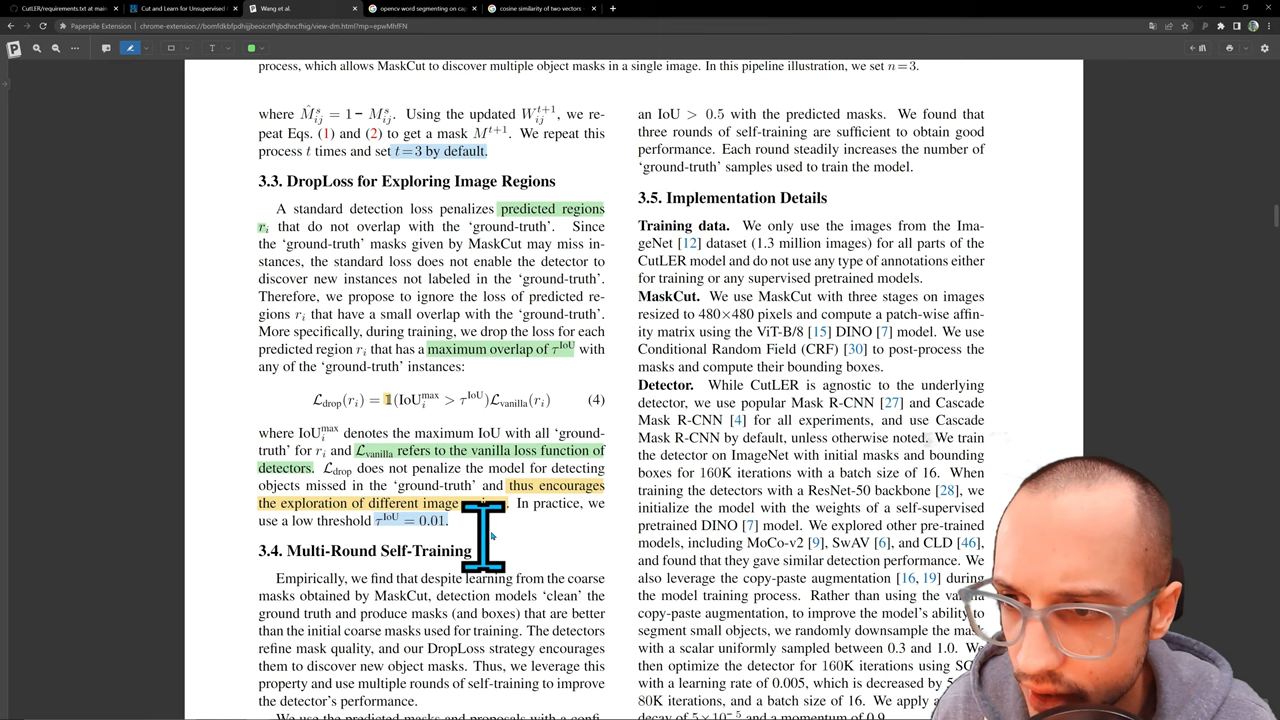 CutLER/requirements.txt at main
Cut and Learn for Unsupervised
Wang et al.
opencv word segmenting on cap
cosine similarity of two vectors -
Paperpile Extension | chrome-extension://bomfdkbfpdhijjbeoicnfhjbdhncfhig/view-dm.html?mp=epwMhfFN
process, which allows MaskCut to discover multiple object masks in a single image. In this pipeline illustration, we set n = 3.
where M̂ˢᵢⱼ = 1 − Mˢᵢⱼ. Using the updated Wᵢⱼᵗ⁺¹, we re-
peat Eqs. (1) and (2) to get a mask Mᵗ⁺¹. We repeat this
process t times and set t = 3 by default.
3.3. DropLoss for Exploring Image Regions
A standard detection loss penalizes predicted regions
rᵢ that do not overlap with the ‘ground-truth’. Since
the ‘ground-truth’ masks given by MaskCut may miss in-
stances, the standard loss does not enable the detector to
discover new instances not labeled in the ‘ground-truth’.
Therefore, we propose to ignore the loss of predicted re-
gions rᵢ that have a small overlap with the ‘ground-truth’.
More specifically, during training, we drop the loss for each
predicted region rᵢ that has a maximum overlap of τᴵᵒᵁ with
any of the ‘ground-truth’ instances:
ℒdrop(rᵢ) = 𝟙(IoUᵢᵐᵃˣ > τᴵᵒᵁ)ℒvanilla(rᵢ) (4)
where IoUᵢᵐᵃˣ denotes the maximum IoU with all ‘ground-
truth’ for rᵢ and ℒvanilla refers to the vanilla loss function of
detectors. ℒdrop does not penalize the model for detecting
objects missed in the ‘ground-truth’ and thus encourages
the exploration of different image . In practice, we
use a low threshold τᴵᵒᵁ = 0.01.
3.4. Multi-Round Self-Training
Empirically, we find that despite learning from the coarse
masks obtained by MaskCut, detection models ‘clean’ the
ground truth and produce masks (and boxes) that are better
than the initial coarse masks used for training. The detectors
refine mask quality, and our DropLoss strategy encourages
them to discover new object masks. Thus, we leverage this
property and use multiple rounds of self-training to improve
the detector’s performance.
We use the predicted masks and proposals with a confi-
an IoU > 0.5 with the predicted masks. We found that
three rounds of self-training are sufficient to obtain good
performance. Each round steadily increases the number of
‘ground-truth’ samples used to train the model.
3.5. Implementation Details
Training data. We only use the images from the Ima-
geNet [12] dataset (1.3 million images) for all parts of the
CutLER model and do not use any type of annotations either
for training or any supervised pretrained models.
MaskCut. We use MaskCut with three stages on images
resized to 480×480 pixels and compute a patch-wise affin-
ity matrix using the ViT-B/8 [15] DINO [7] model. We use
Conditional Random Field (CRF) [30] to post-process the
masks and compute their bounding boxes.
Detector. While CutLER is agnostic to the underlying
detector, we use popular Mask R-CNN [27] and Cascade
Mask R-CNN [4] for all experiments, and use Cascade
Mask R-CNN by default, unless otherwise noted. We train
the detector on ImageNet with initial masks and bounding
boxes for 160K iterations with a batch size of 16. When
training the detectors with a ResNet-50 backbone [28], we
initialize the model with the weights of a self-supervised
pretrained DINO [7] model. We explored other pre-trained
models, including MoCo-v2 [9], SwAV [6], and CLD [46],
and found that they gave similar detection performance. We
also leverage the copy-paste augmentation [16, 19] during
the model training process. Rather than using the vanilla
copy-paste augmentation, to improve the model’s ability to
segment small objects, we randomly downsample the mask
with a scalar uniformly sampled between 0.3 and 1.0. We
then optimize the detector for 160K iterations using
with a learning rate of 0.005, which is decreased by
80K iterations, and a batch size of 16. We apply a
decay of 5×10⁻⁵ and a momentum of 0.9